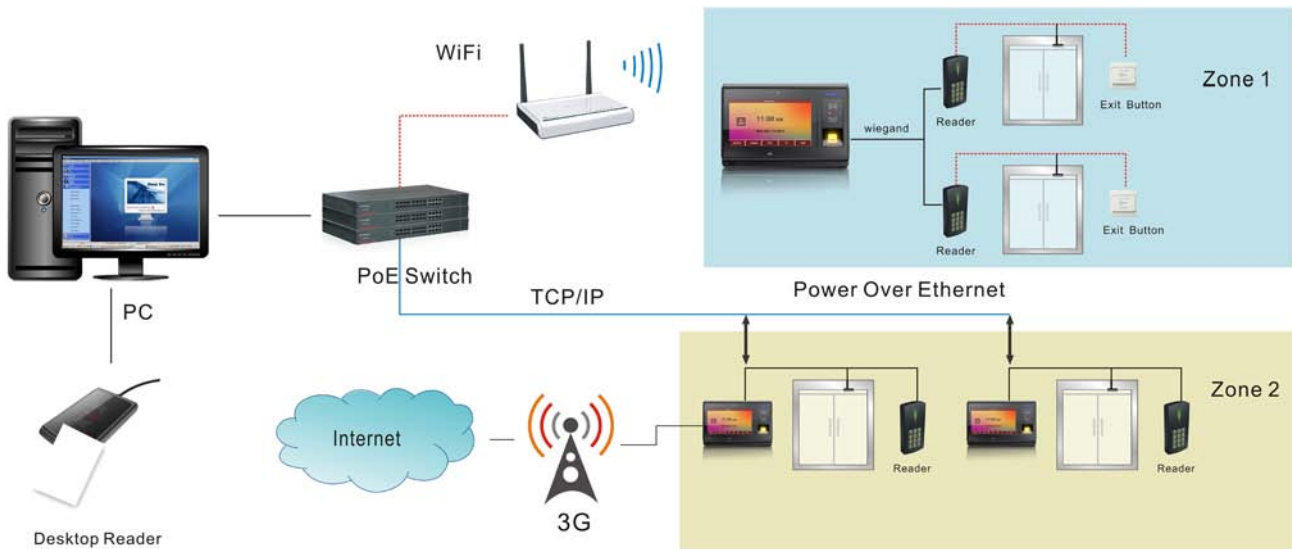 WiFi
Zone 1
Reader
Exit Button
wiegand
Reader
Exit Button
PoE Switch
PC
TCP/IP
Power Over Ethernet
Zone 2
Internet
3G
Reader
Reader
Desktop Reader